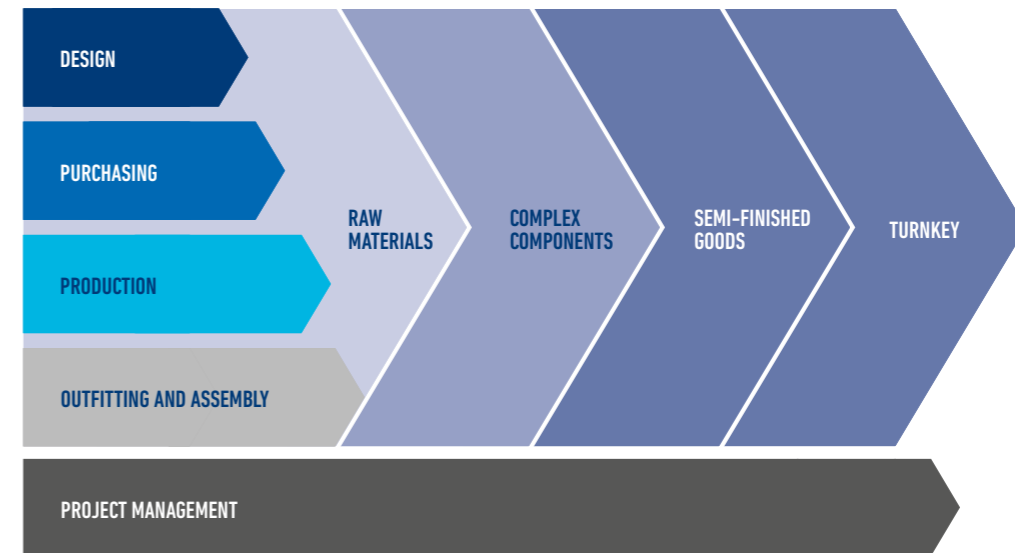 DESIGN
PURCHASING
PRODUCTION
OUTFITTING AND ASSEMBLY
RAW
MATERIALS
COMPLEX
COMPONENTS
SEMI-FINISHED
GOODS
TURNKEY
PROJECT MANAGEMENT